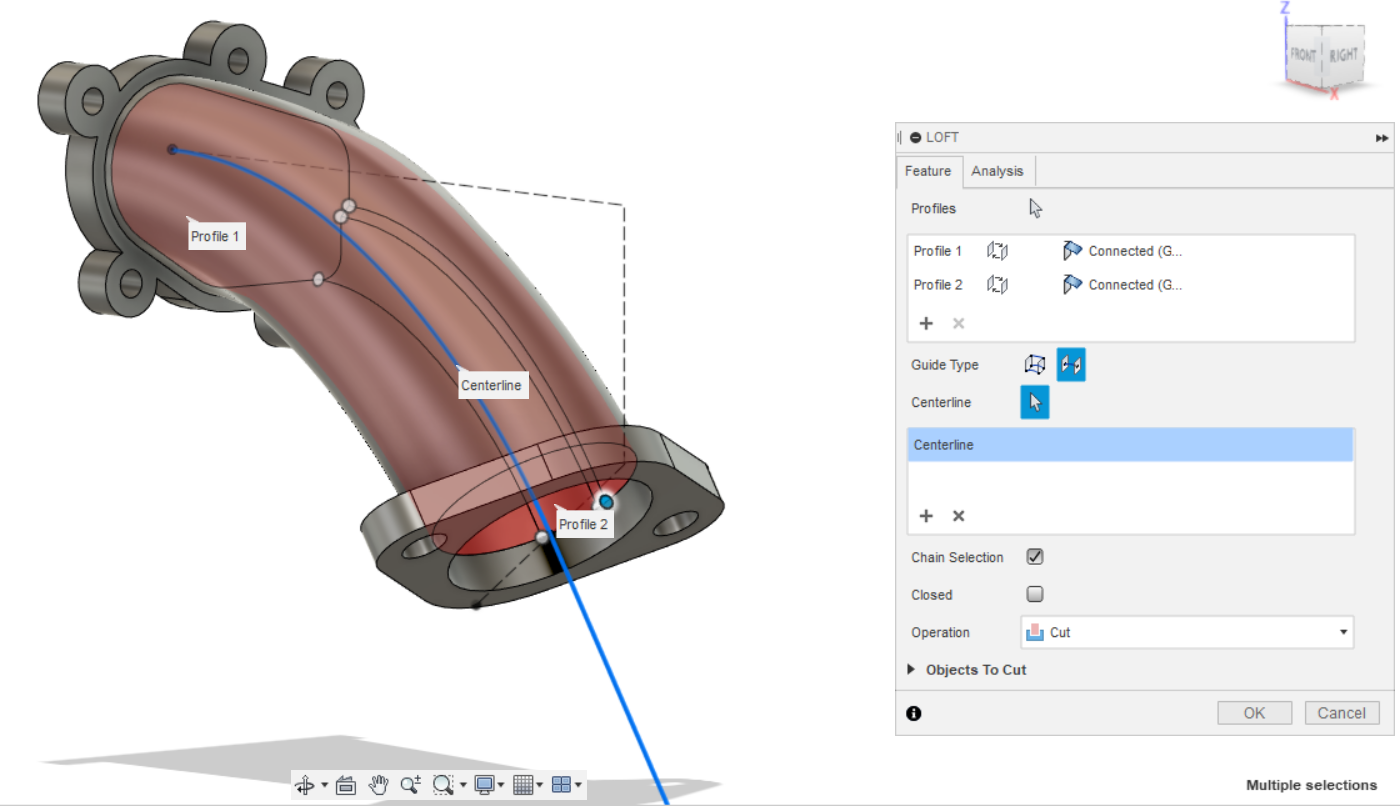 Z
FRONT
RIGHT
X
Profile 1
Centerline
Profile 2
LOFT
Feature
Analysis
Profiles
Profile 1 Connected (G...
Profile 2 Connected (G...
Guide Type
Centerline
Centerline
Chain Selection
Closed
Operation Cut
Objects To Cut
OK
Cancel
Multiple selections